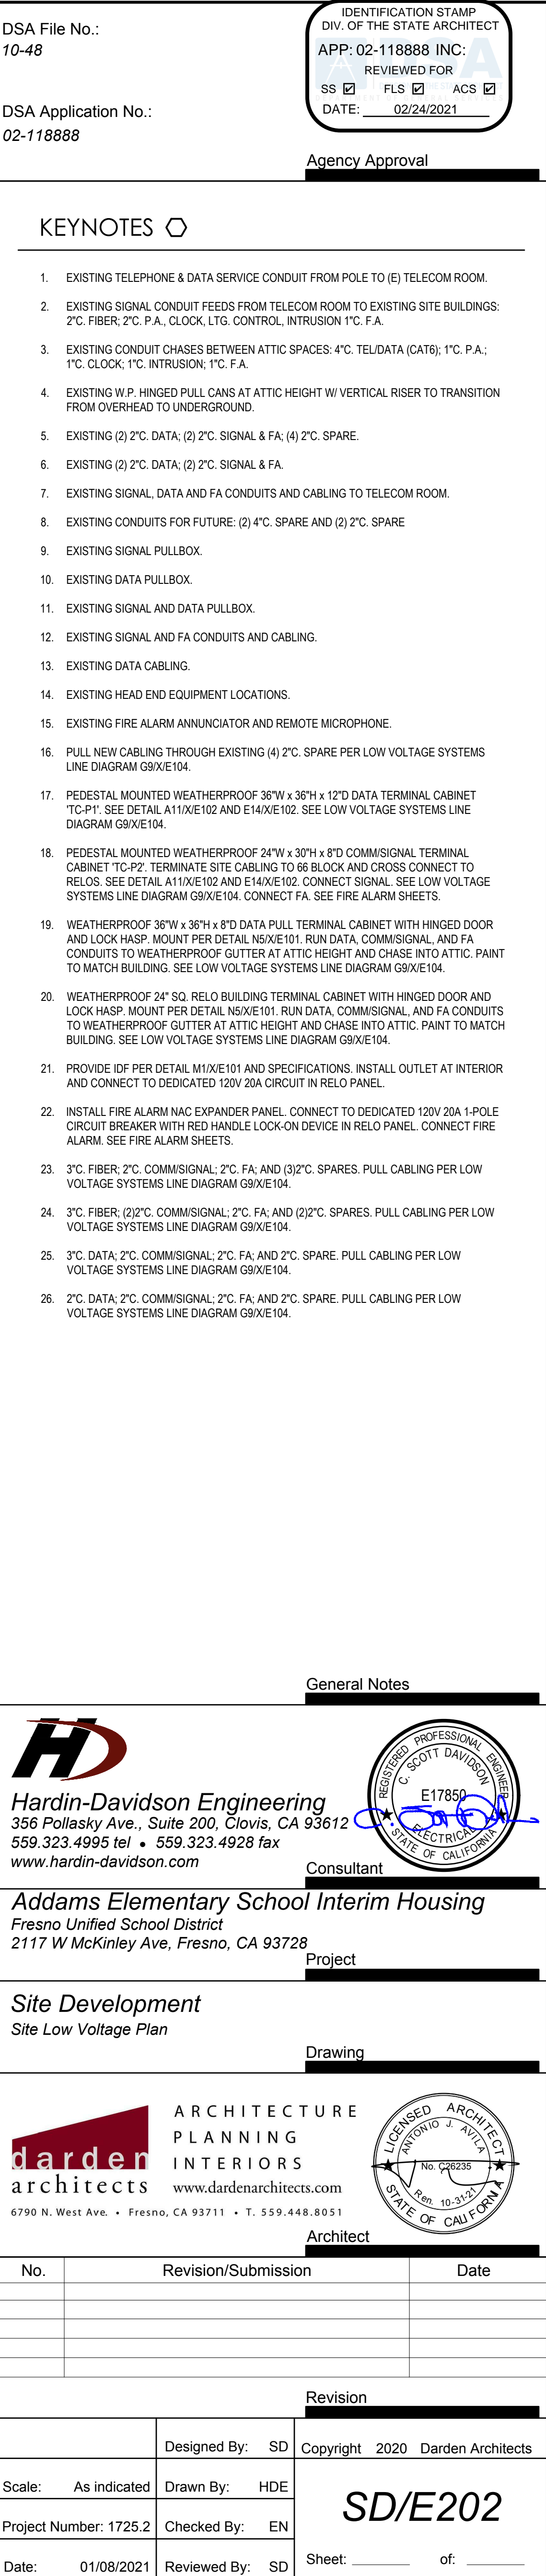 DSA File No.:
10-48
DSA Application No.:
02-118888
IDENTIFICATION STAMP
DIV. OF THE STATE ARCHITECT
APP: 02-118888 INC:
REVIEWED FOR
SS ☑ FLS ☑ ACS ☑
DATE: 02/24/2021
Agency Approval
KEYNOTES
1. EXISTING TELEPHONE & DATA SERVICE CONDUIT FROM POLE TO (E) TELECOM ROOM.
2. EXISTING SIGNAL CONDUIT FEEDS FROM TELECOM ROOM TO EXISTING SITE BUILDINGS:
2"C. FIBER; 2"C. P.A., CLOCK, LTG. CONTROL, INTRUSION 1"C. F.A.
3. EXISTING CONDUIT CHASES BETWEEN ATTIC SPACES: 4"C. TEL/DATA (CAT6); 1"C. P.A.;
1"C. CLOCK; 1"C. INTRUSION; 1"C. F.A.
4. EXISTING W.P. HINGED PULL CANS AT ATTIC HEIGHT W/ VERTICAL RISER TO TRANSITION
FROM OVERHEAD TO UNDERGROUND.
5. EXISTING (2) 2"C. DATA; (2) 2"C. SIGNAL & FA; (4) 2"C. SPARE.
6. EXISTING (2) 2"C. DATA; (2) 2"C. SIGNAL & FA.
7. EXISTING SIGNAL, DATA AND FA CONDUITS AND CABLING TO TELECOM ROOM.
8. EXISTING CONDUITS FOR FUTURE: (2) 4"C. SPARE AND (2) 2"C. SPARE
9. EXISTING SIGNAL PULLBOX.
10. EXISTING DATA PULLBOX.
11. EXISTING SIGNAL AND DATA PULLBOX.
12. EXISTING SIGNAL AND FA CONDUITS AND CABLING.
13. EXISTING DATA CABLING.
14. EXISTING HEAD END EQUIPMENT LOCATIONS.
15. EXISTING FIRE ALARM ANNUNCIATOR AND REMOTE MICROPHONE.
16. PULL NEW CABLING THROUGH EXISTING (4) 2"C. SPARE PER LOW VOLTAGE SYSTEMS
LINE DIAGRAM G9/X/E104.
17. PEDESTAL MOUNTED WEATHERPROOF 36"W x 36"H x 12"D DATA TERMINAL CABINET
'TC-P1'. SEE DETAIL A11/X/E102 AND E14/X/E102. SEE LOW VOLTAGE SYSTEMS LINE
DIAGRAM G9/X/E104.
18. PEDESTAL MOUNTED WEATHERPROOF 24"W x 30"H x 8"D COMM/SIGNAL TERMINAL
CABINET 'TC-P2'. TERMINATE SITE CABLING TO 66 BLOCK AND CROSS CONNECT TO
RELOS. SEE DETAIL A11/X/E102 AND E14/X/E102. CONNECT SIGNAL. SEE LOW VOLTAGE
SYSTEMS LINE DIAGRAM G9/X/E104. CONNECT FA. SEE FIRE ALARM SHEETS.
19. WEATHERPROOF 36"W x 36"H x 8"D DATA PULL TERMINAL CABINET WITH HINGED DOOR
AND LOCK HASP. MOUNT PER DETAIL N5/X/E101. RUN DATA, COMM/SIGNAL, AND FA
CONDUITS TO WEATHERPROOF GUTTER AT ATTIC HEIGHT AND CHASE INTO ATTIC. PAINT
TO MATCH BUILDING. SEE LOW VOLTAGE SYSTEMS LINE DIAGRAM G9/X/E104.
20. WEATHERPROOF 24" SQ. RELO BUILDING TERMINAL CABINET WITH HINGED DOOR AND
LOCK HASP. MOUNT PER DETAIL N5/X/E101. RUN DATA, COMM/SIGNAL, AND FA CONDUITS
TO WEATHERPROOF GUTTER AT ATTIC HEIGHT AND CHASE INTO ATTIC. PAINT TO MATCH
BUILDING. SEE LOW VOLTAGE SYSTEMS LINE DIAGRAM G9/X/E104.
21. PROVIDE IDF PER DETAIL M1/X/E101 AND SPECIFICATIONS. INSTALL OUTLET AT INTERIOR
AND CONNECT TO DEDICATED 120V 20A CIRCUIT IN RELO PANEL.
22. INSTALL FIRE ALARM NAC EXPANDER PANEL. CONNECT TO DEDICATED 120V 20A 1-POLE
CIRCUIT BREAKER WITH RED HANDLE LOCK-ON DEVICE IN RELO PANEL. CONNECT FIRE
ALARM. SEE FIRE ALARM SHEETS.
23. 3"C. FIBER; 2"C. COMM/SIGNAL; 2"C. FA; AND (3)2"C. SPARES. PULL CABLING PER LOW
VOLTAGE SYSTEMS LINE DIAGRAM G9/X/E104.
24. 3"C. FIBER; (2)2"C. COMM/SIGNAL; 2"C. FA; AND (2)2"C. SPARES. PULL CABLING PER LOW
VOLTAGE SYSTEMS LINE DIAGRAM G9/X/E104.
25. 3"C. DATA; 2"C. COMM/SIGNAL; 2"C. FA; AND 2"C. SPARE. PULL CABLING PER LOW
VOLTAGE SYSTEMS LINE DIAGRAM G9/X/E104.
26. 2"C. DATA; 2"C. COMM/SIGNAL; 2"C. FA; AND 2"C. SPARE. PULL CABLING PER LOW
VOLTAGE SYSTEMS LINE DIAGRAM G9/X/E104.
General Notes
Hardin-Davidson Engineering
356 Pollasky Ave., Suite 200, Clovis, CA 93612
559.323.4995 tel • 559.323.4928 fax
www.hardin-davidson.com
REGISTERED PROFESSIONAL ENGINEER
C. SCOTT DAVIDSON
E17850
ELECTRICAL
STATE OF CALIFORNIA
Consultant
Addams Elementary School Interim Housing
Fresno Unified School District
2117 W McKinley Ave, Fresno, CA 93728
Project
Site Development
Site Low Voltage Plan
Drawing
darden
architects
ARCHITECTURE
PLANNING
INTERIORS
www.dardenarchitects.com
6790 N. West Ave. • Fresno, CA 93711 • T. 559.448.8051
LICENSED ARCHITECT
ANTONIO J. AVILA
No. C26235
Ren. 10-31-21
STATE OF CALIFORNIA
Architect
No. Revision/Submission Date
Revision
Designed By: SD
Copyright 2020 Darden Architects
Scale: As indicated
Drawn By: HDE
SD/E202
Project Number: 1725.2
Checked By: EN
Date: 01/08/2021
Reviewed By: SD
Sheet: of: